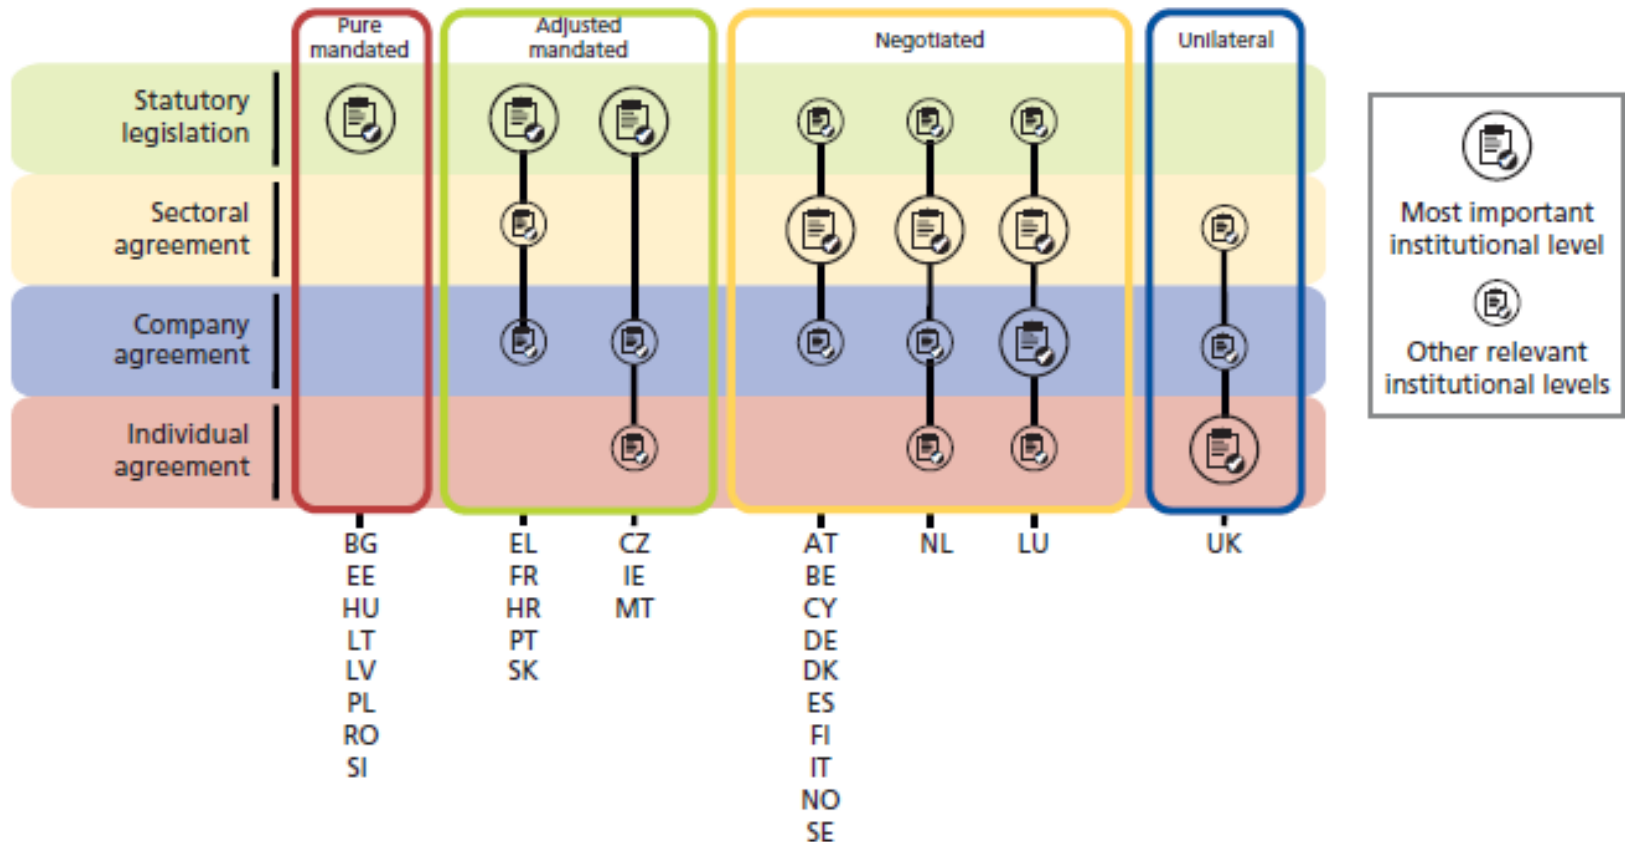 Pure
mandated
Adjusted
mandated
Negotiated
Unilateral
Statutory
legislation
Sectoral
agreement
Company
agreement
Individual
agreement
Most important
institutional level
Other relevant
institutional levels
BG
EE
HU
LT
LV
PL
RO
SI
EL
FR
HR
PT
SK
CZ
IE
MT
AT
BE
CY
DE
DK
ES
FI
IT
NO
SE
NL
LU
UK